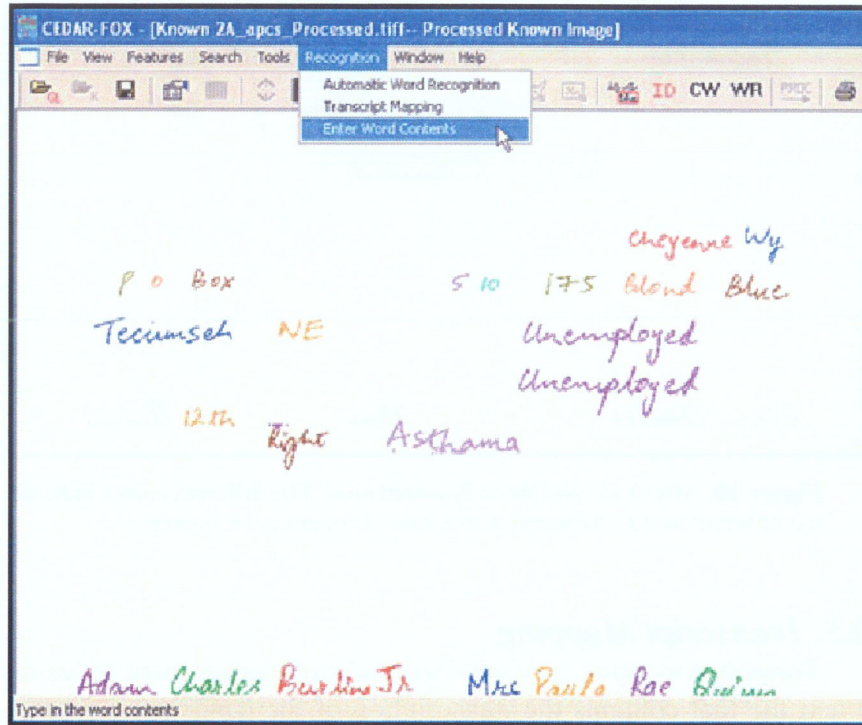 CEDAR-FOX - [Known 2A_apcs_Processed.tiff-- Processed Known Image]
File View Features Search Tools Recognition Window Help
ID CW WR
Automatic Word Recognition
Transcript Mapping
Enter Word Contents
Cheyenne Wy
P O Box 5 10 175 Blond Blue
Tecumseh NE Unemployed
Unemployed
12th Right Asthama
Adam Charles Jr Mrc Paula Rae Quinn
Type in the word contents